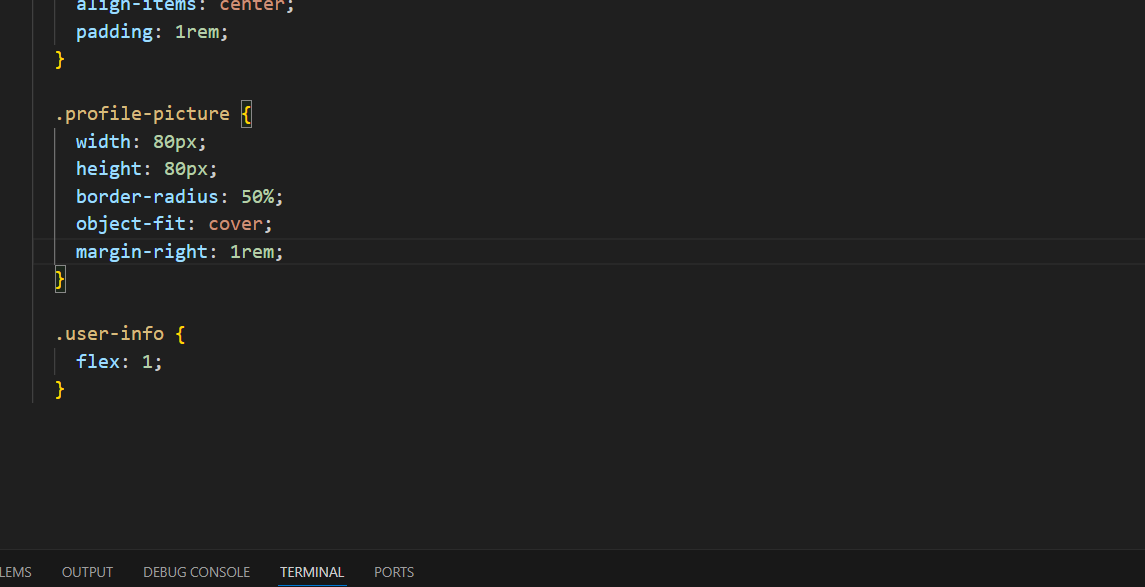 align-items: center;
padding: 1rem;
}
.profile-picture {
width: 80px;
height: 80px;
border-radius: 50%;
object-fit: cover;
margin-right: 1rem;
}
.user-info {
flex: 1;
}
LEMS OUTPUT DEBUG CONSOLE TERMINAL PORTS